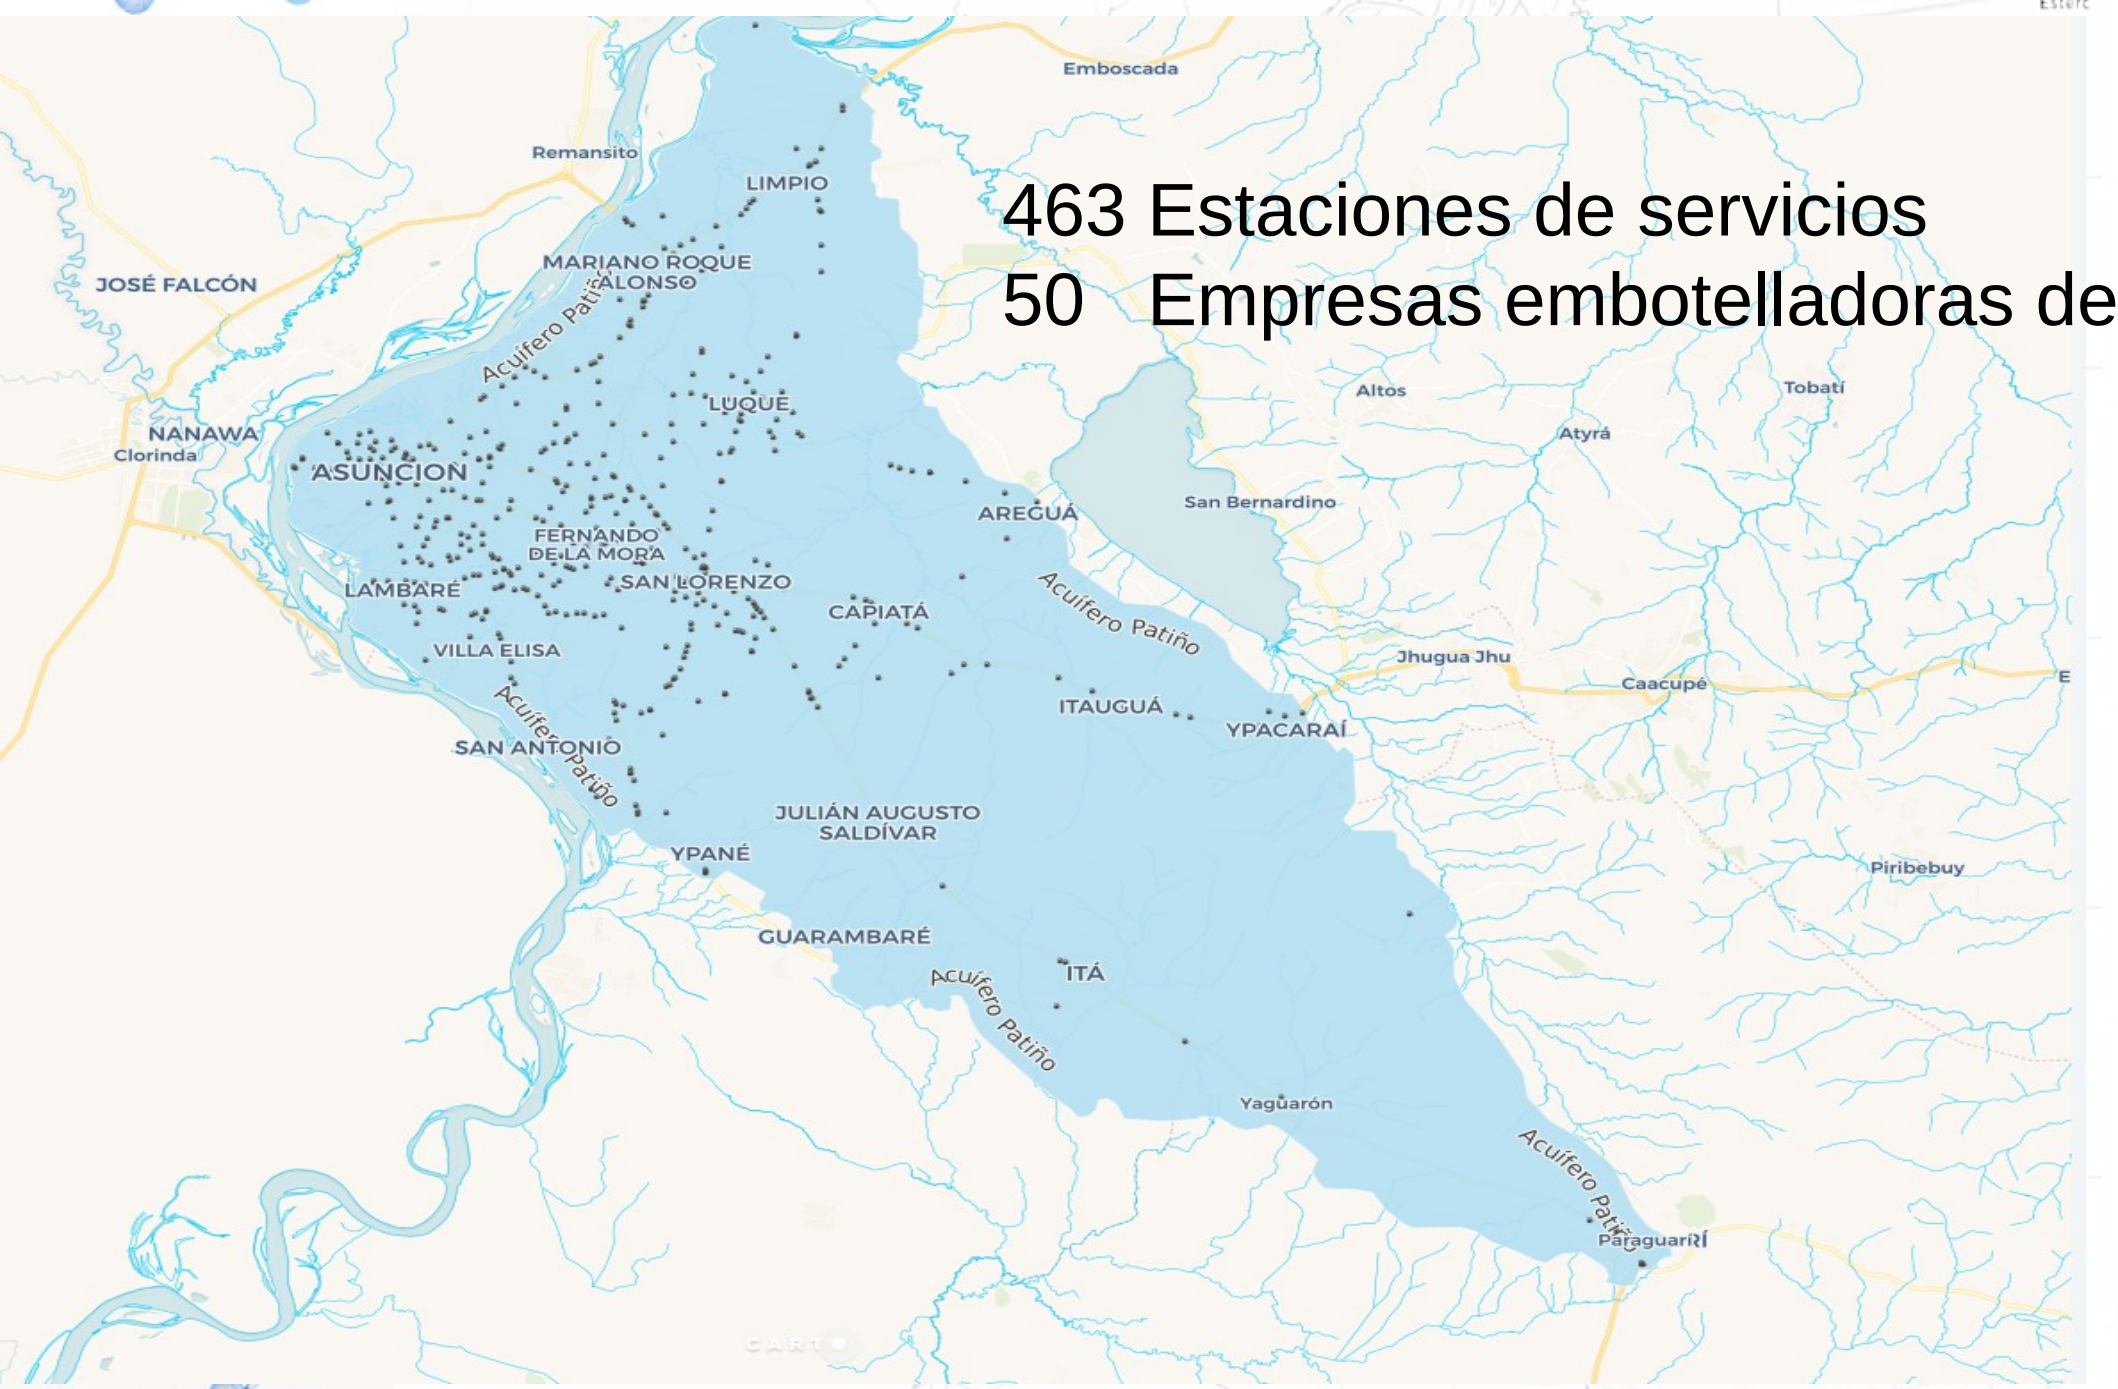 Estero
Emboscada
Remansito
LIMPIO
463 Estaciones de servicios
MARIANO ROQUE
ALONSO
JOSÉ FALCÓN
50 Empresas embotelladoras de
Acuífero Patiño
Altos
Tobatí
LUQUE
NANAWA
Clorinda
Atyrá
ASUNCION
San Bernardino
AREGUÁ
FERNANDO
DE LA MORA
SAN LORENZO
LAMBARÉ
CAPIATÁ
Acuífero Patiño
VILLA ELISA
Jhugua Jhu
Caacupé
E
Acuífero Patiño
ITAUGUÁ
YPACARAÍ
SAN ANTONIO
JULIÁN AUGUSTO
SALDÍVAR
YPANÉ
Piribebuy
GUARAMBARÉ
ITÁ
Acuífero Patiño
Yaguarón
Acuífero Patiño
Paraguarí
CARTO